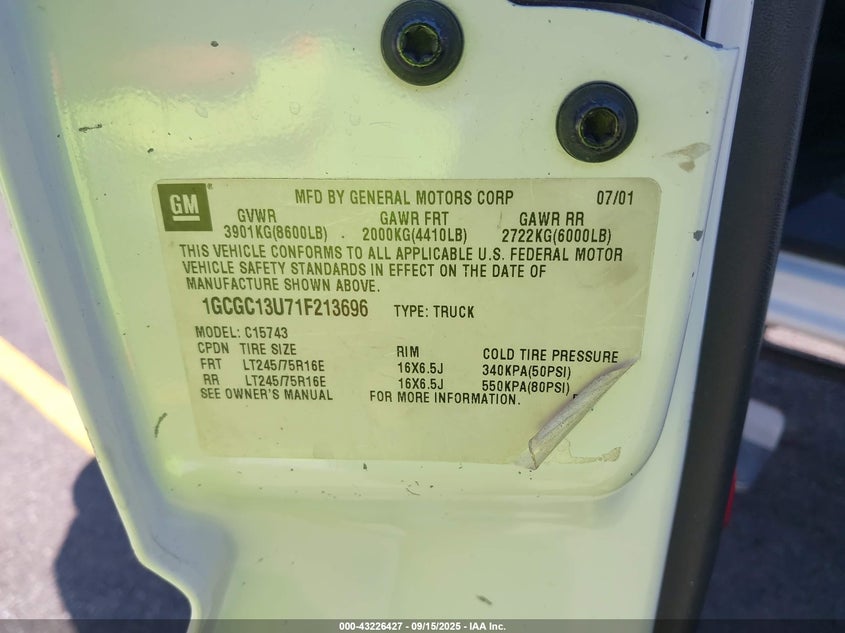 GM
MFD BY GENERAL MOTORS CORP 07/01
GVWR GAWR FRT GAWR RR
3901KG(8600LB) 2000KG(4410LB) 2722KG(6000LB)
THIS VEHICLE CONFORMS TO ALL APPLICABLE U.S. FEDERAL MOTOR
VEHICLE SAFETY STANDARDS IN EFFECT ON THE DATE OF
MANUFACTURE SHOWN ABOVE.
1GCGC13U71F213696 TYPE: TRUCK
MODEL: C15743
CPDN TIRE SIZE RIM COLD TIRE PRESSURE
FRT LT245/75R16E 16X6.5J 340KPA(50PSI)
RR LT245/75R16E 16X6.5J 550KPA(80PSI)
SEE OWNER'S MANUAL FOR MORE INFORMATION.
000-43226427 - 09/15/2025 - IAA Inc.